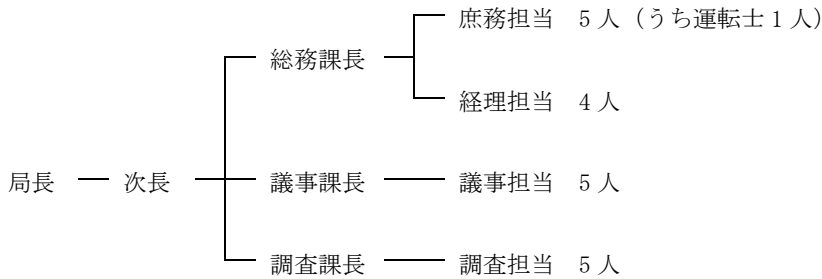 庶務担当 5人（うち運転士1人）
総務課長
経理担当 4人
局長 次長 議事課長 議事担当 5人
調査課長 調査担当 5人